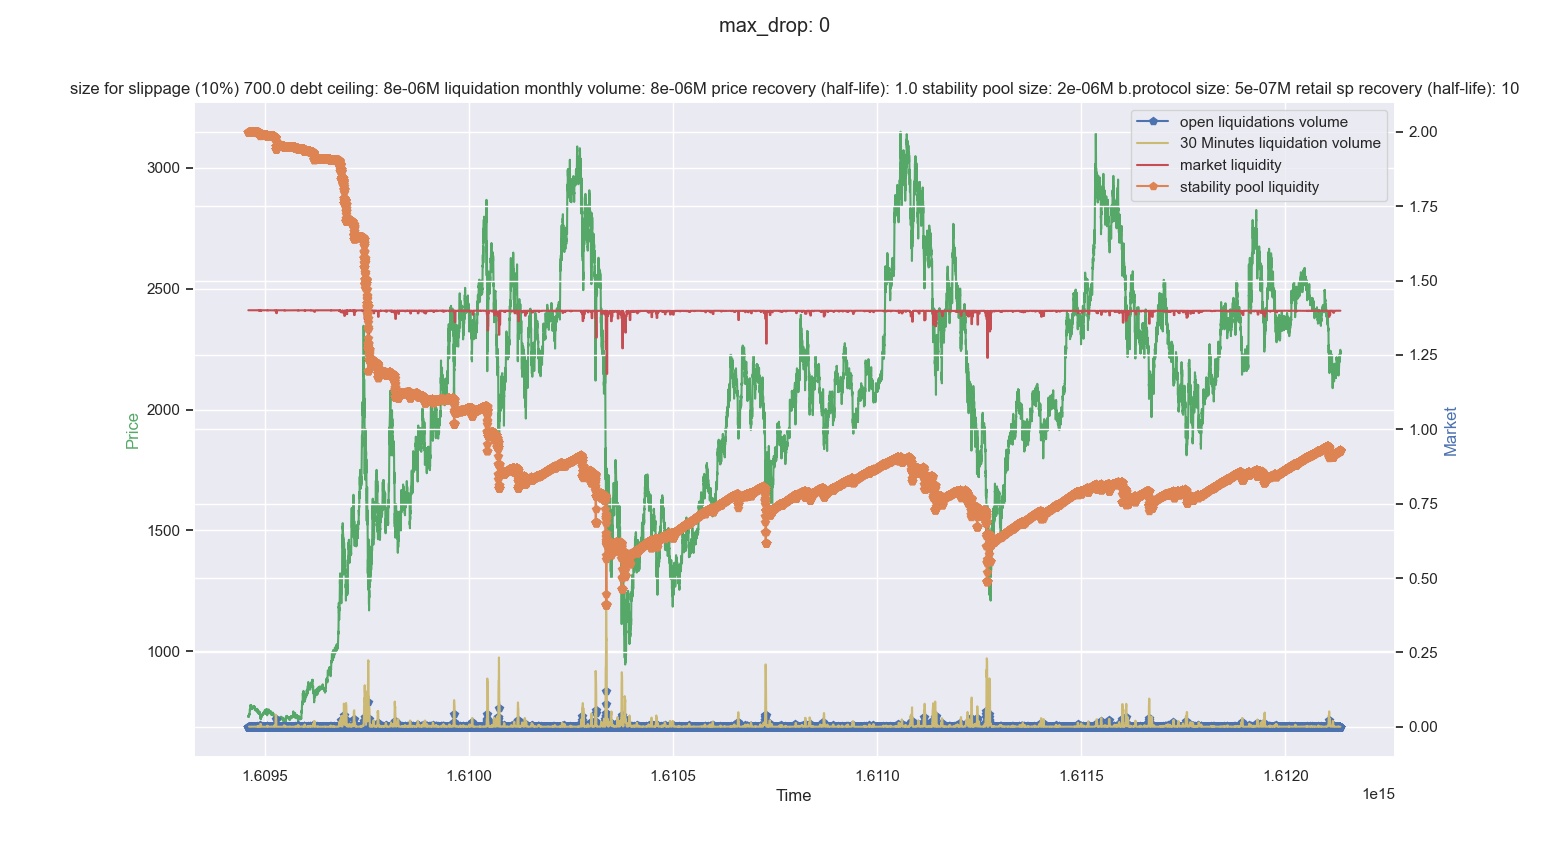 max_drop: 0
size for slippage (10%) 700.0 debt ceiling: 8e-06M liquidation monthly volume: 8e-06M price recovery (half-life): 1.0 stability pool size: 2e-06M b.protocol size: 5e-07M retail sp recovery (half-life): 10
open liquidations volume
30 Minutes liquidation volume
market liquidity
stability pool liquidity
3000
2500
2000
1500
1000
Price
2.00
1.75
1.50
1.25
1.00
0.75
0.50
0.25
0.00
Market
1.6095
1.6100
1.6105
1.6110
1.6115
1.6120
1e15
Time